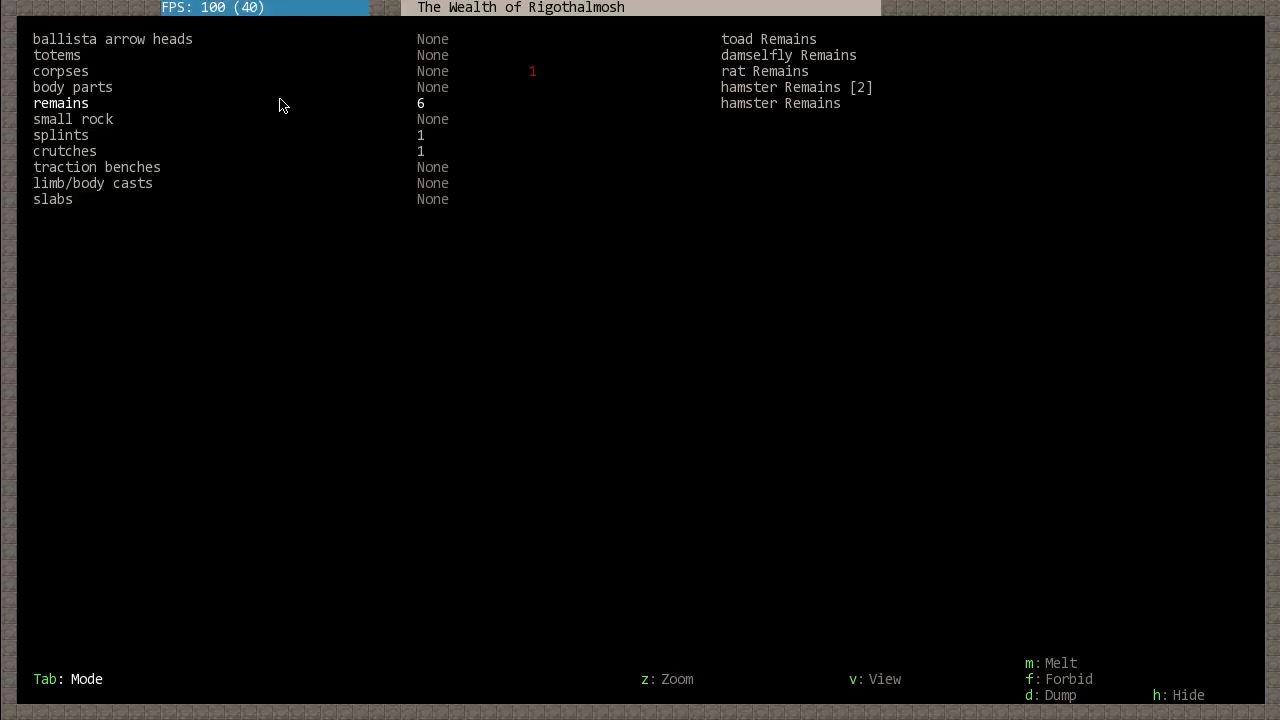 FPS: 100 (40) The Wealth of Rigothalmosh
ballista arrow heads None toad Remains
totems None damselfly Remains
corpses None 1 rat Remains
body parts None hamster Remains [2]
remains 6 hamster Remains
small rock None
splints 1
crutches 1
traction benches None
limb/body casts None
slabs None
m: Melt
Tab: Mode z: Zoom v: View f: Forbid
d: Dump h: Hide